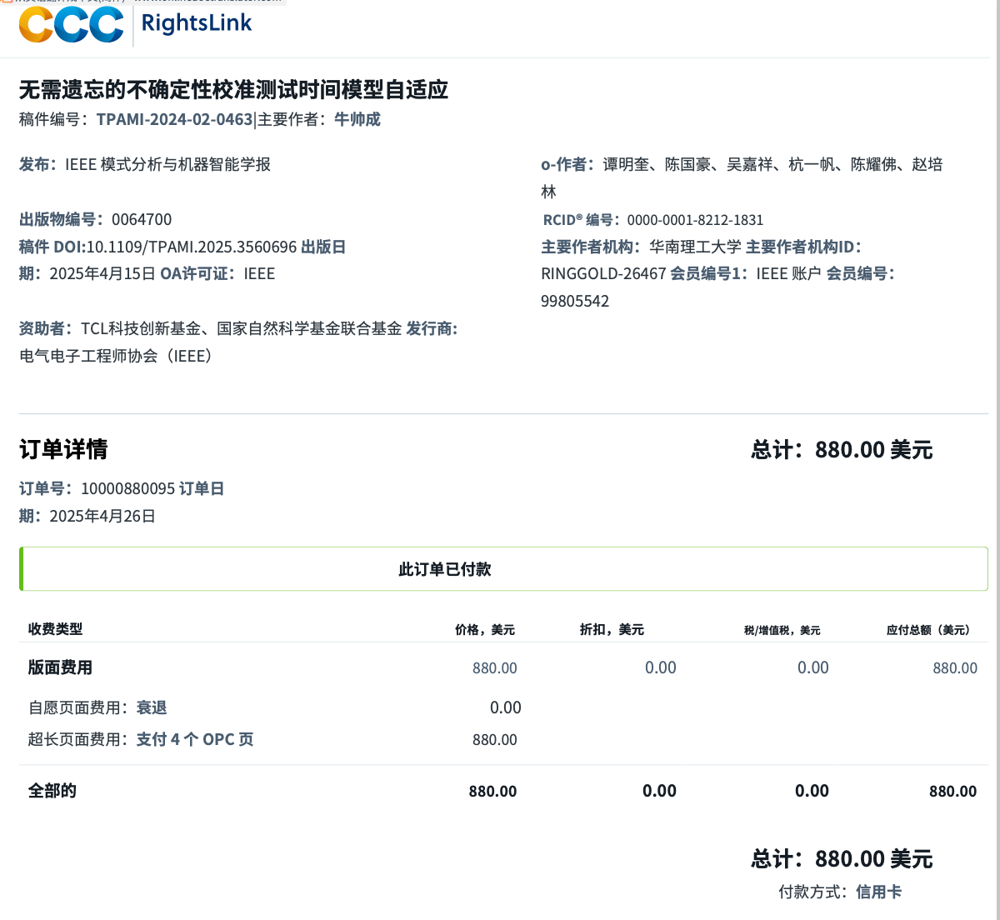 CCC RightsLink
无需遗忘的不确定性校准测试时间模型自适应
稿件编号：TPAMI-2024-02-0463|主要作者：牛帅成
发布：IEEE 模式分析与机器智能学报
出版物编号：0064700
稿件 DOI:10.1109/TPAMI.2025.3560696 出版日
期：2025年4月15日 OA许可证：IEEE
资助者：TCL科技创新基金、国家自然科学基金联合基金 发行商:
电气电子工程师协会（IEEE）
o-作者：谭明奎、陈国豪、吴嘉祥、杭一帆、陈耀佛、赵培
林
RCID® 编号：0000-0001-8212-1831
主要作者机构：华南理工大学 主要作者机构ID：
RINGGOLD-26467 会员编号1：IEEE 账户 会员编号：
99805542
订单详情
总计：880.00 美元
订单号：10000880095 订单日
期：2025年4月26日
此订单已付款
收费类型 价格，美元 折扣，美元 税/增值税，美元 应付总额（美元）
版面费用 880.00 0.00 0.00 880.00
自愿页面费用：衰退 0.00
超长页面费用：支付 4 个 OPC 页 880.00
全部的 880.00 0.00 0.00 880.00
总计：880.00 美元
付款方式：信用卡